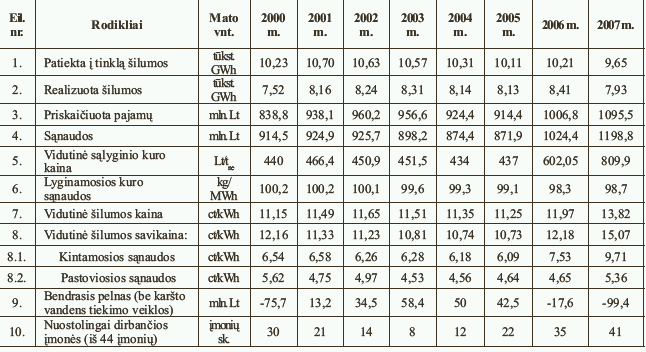 Eil. nr. Rodikliai Mato vnt. 2000 m. 2001 m. 2002 m. 2003 m. 2004 m. 2005 m. 2006 m. 2007 m.
1. Patiekta į tinklą šilumos tūkst. GWh 10,23 10,70 10,63 10,57 10,31 10,11 10,21 9,65
2. Realizuota šilumos tūkst. GWh 7,52 8,16 8,24 8,31 8,14 8,13 8,41 7,93
3. Priskaičiuota pajamų mln. Lt 838,8 938,1 960,2 956,6 924,4 914,4 1006,8 1095,5
4. Sąnaudos mln. Lt 914,5 924,9 925,7 898,2 874,4 871,9 1024,4 1198,8
5. Vidutinė sąlyginio kuro kaina Lt/t ne 440 466,4 450,9 451,5 434 437 602,05 809,9
6. Lyginamosios kuro sąnaudos kg/ MWh 100,2 100,2 100,1 99,6 99,3 99,1 98,3 98,7
7. Vidutinė šilumos kaina ct/kWh 11,15 11,49 11,65 11,51 11,35 11,25 11,97 13,82
8. Vidutinė šilumos savikaina: ct/kWh 12,16 11,33 11,23 10,81 10,74 10,73 12,18 15,07
8.1. Kintamosios sąnaudos ct/kWh 6,54 6,58 6,26 6,28 6,18 6,09 7,53 9,71
8.2. Pastoviosios sąnaudos ct/kWh 5,62 4,75 4,97 4,53 4,56 4,64 4,65 5,36
9. Bendrasis pelnas (be karšto vandens tiekimo veiklos) mln. Lt -75,7 13,2 34,5 58,4 50 42,5 -17,6 -99,4
10. Nuostolingai dirbančios įmonės (iš 44 įmonių) įmonių sk. 30 21 14 8 12 22 35 41